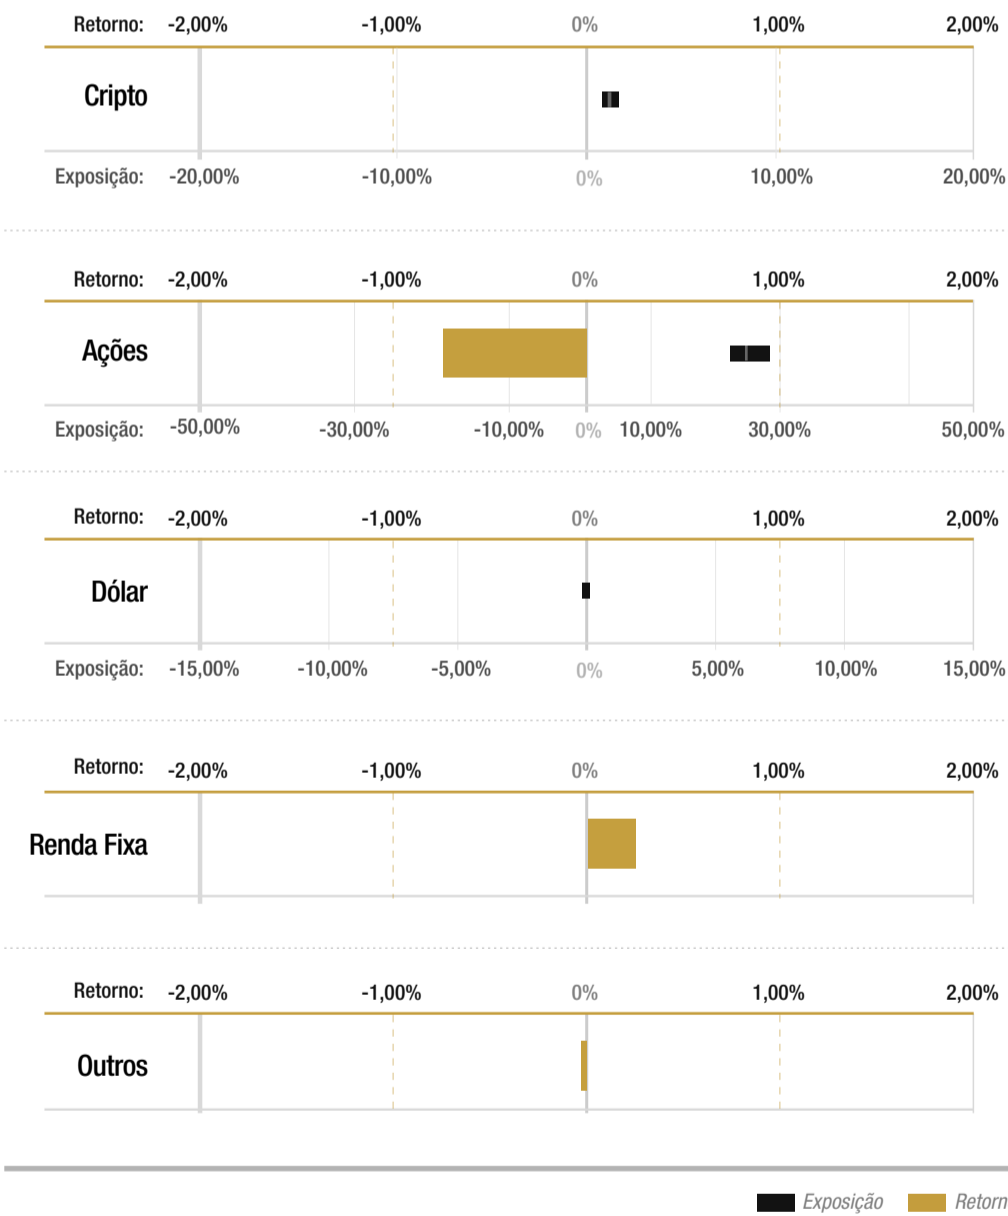 Retorno: -2,00% -1,00% 0% 1,00% 2,00%
Cripto
Exposição: -20,00% -10,00% 0% 10,00% 20,00%
Retorno: -2,00% -1,00% 0% 1,00% 2,00%
Ações
Exposição: -50,00% -30,00% -10,00% 0% 10,00% 30,00% 50,00%
Retorno: -2,00% -1,00% 0% 1,00% 2,00%
Dólar
Exposição: -15,00% -10,00% -5,00% 0% 5,00% 10,00% 15,00%
Retorno: -2,00% -1,00% 0% 1,00% 2,00%
Renda Fixa
Retorno: -2,00% -1,00% 0% 1,00% 2,00%
Outros
Exposição Retorn